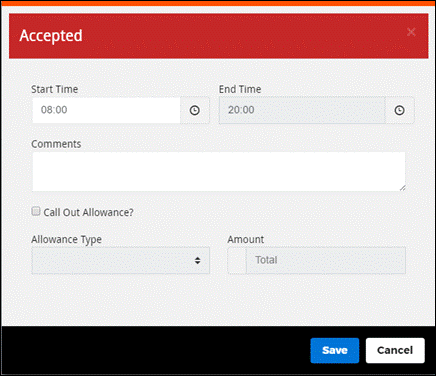 Accepted ×
Start Time End Time
08:00 20:00
Comments
Call Out Allowance?
Allowance Type Amount
Total
Save Cancel